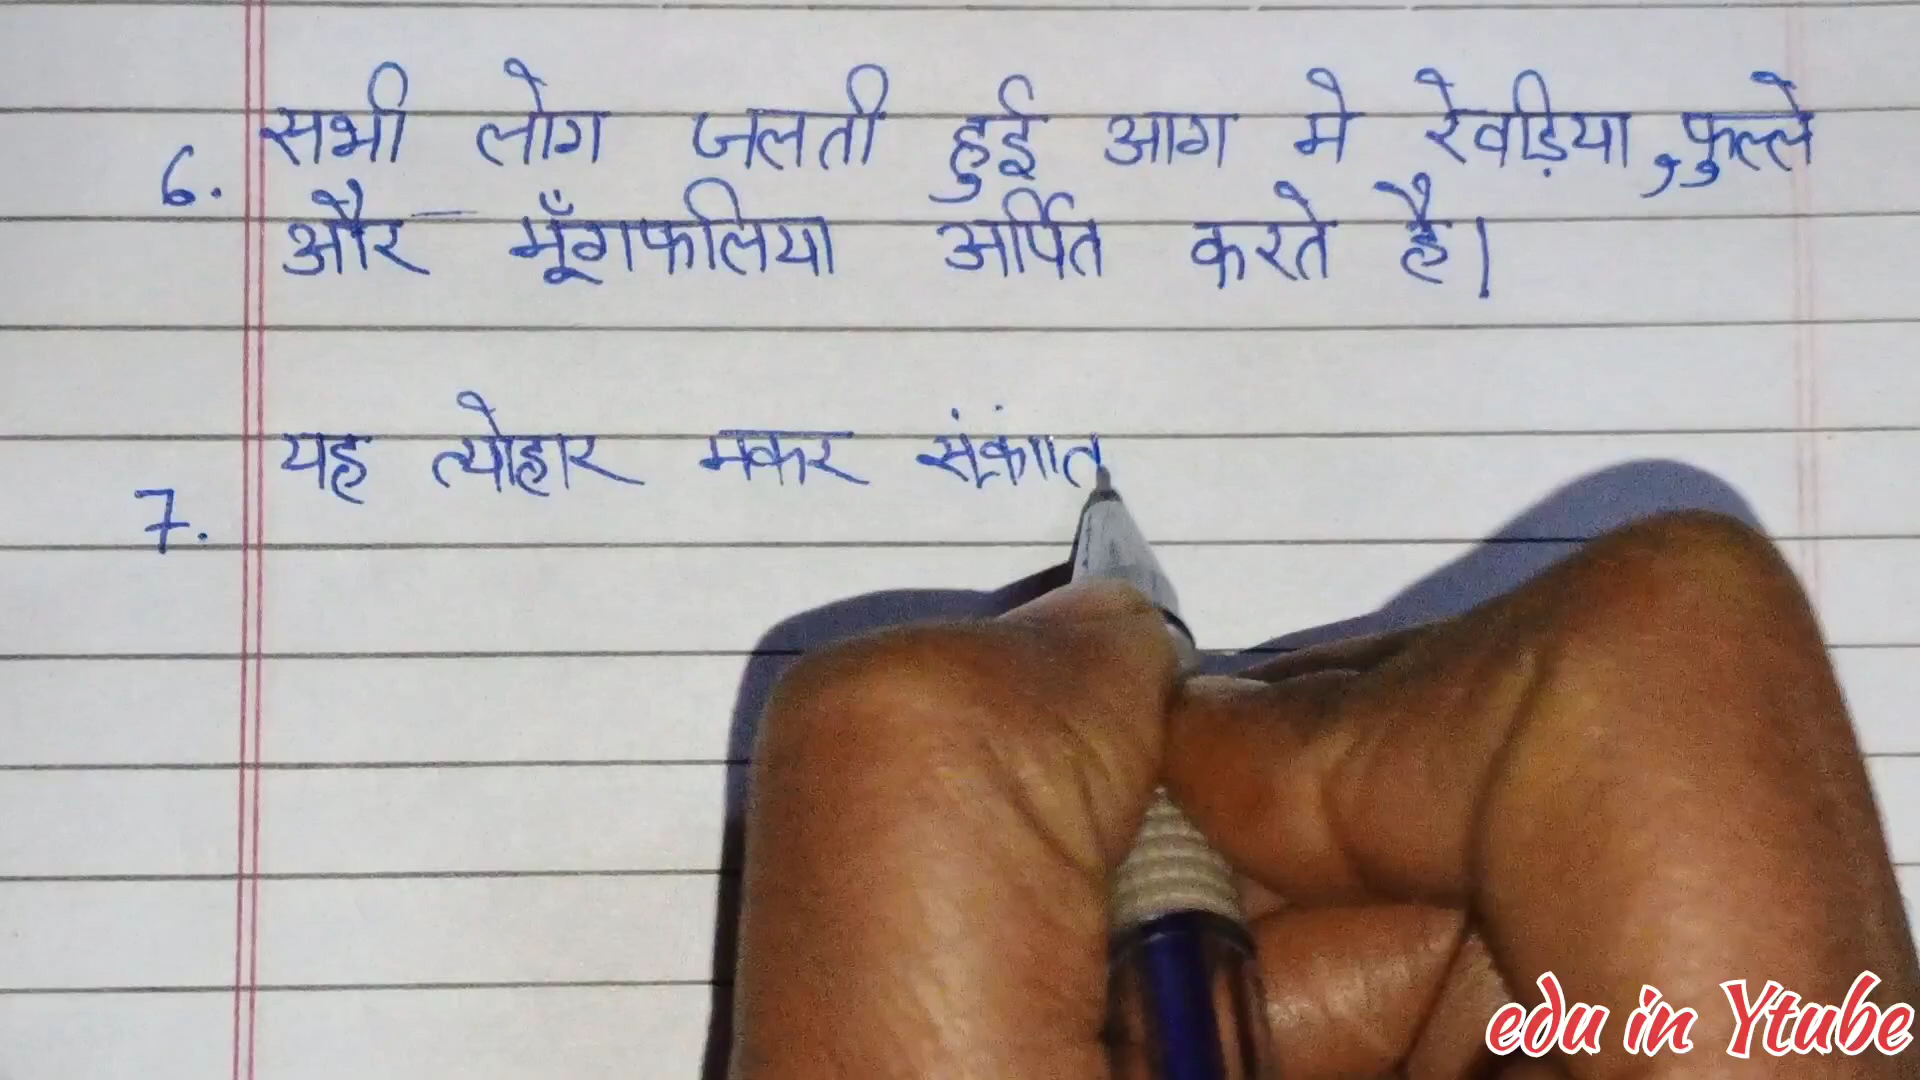 6. सभी लोग जलती हुई आग मे रेवड़िया, फुल्ले
और मूँगफलिया अर्पित करते है।
7. यह त्योहार मकर
edu in Ytube